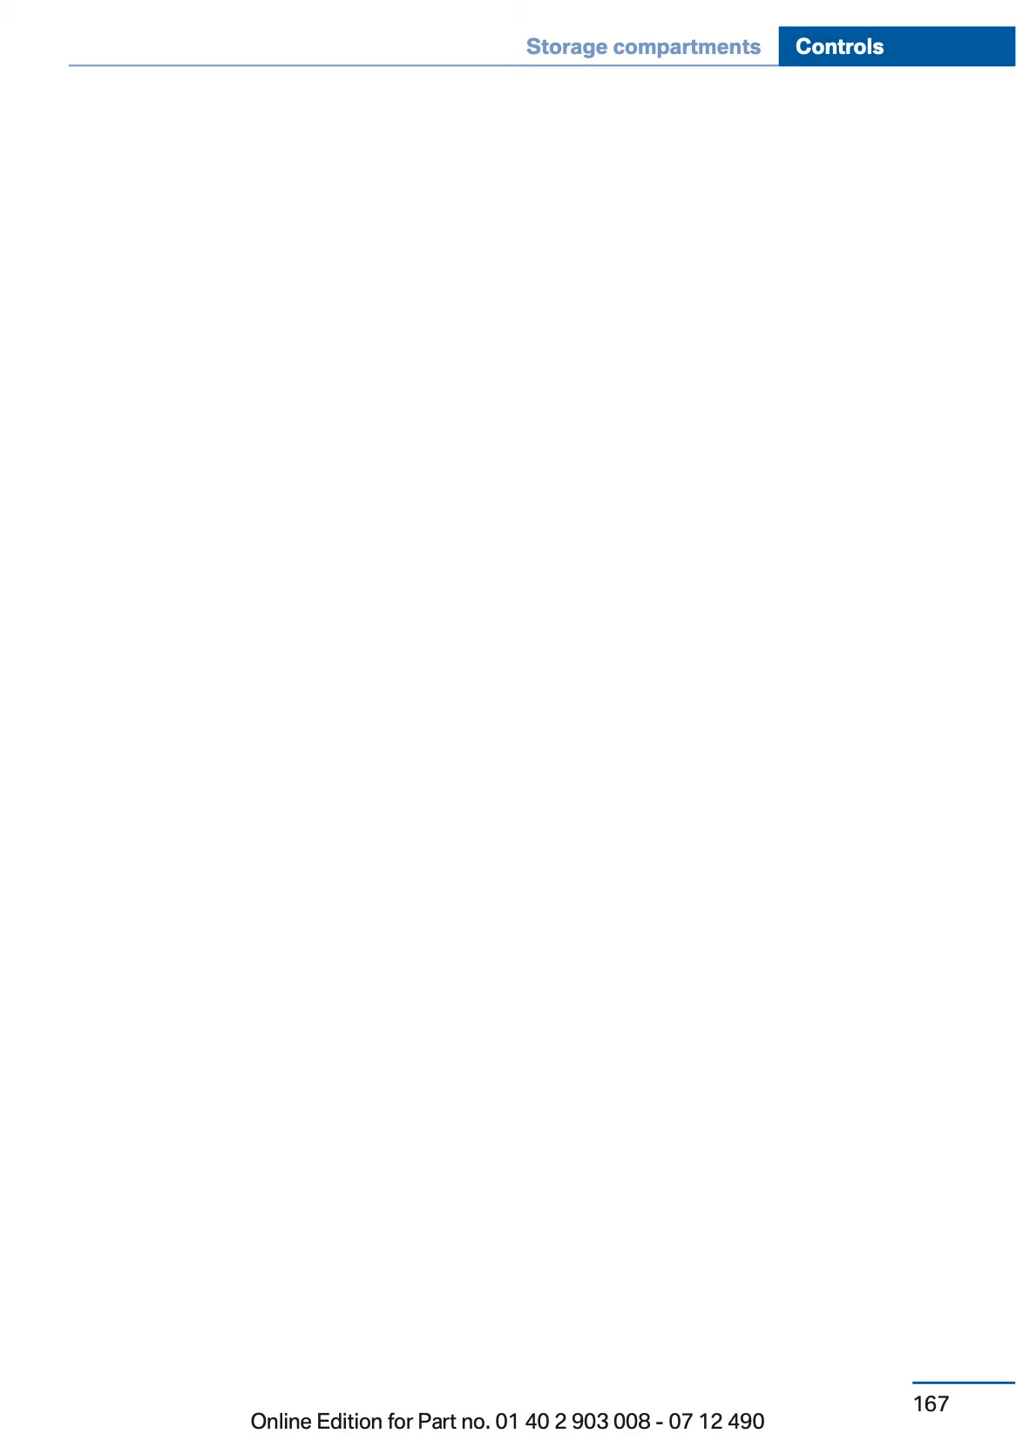 Storage compartments Controls
167
Online Edition for Part no. 01 40 2 903 008 - 07 12 490